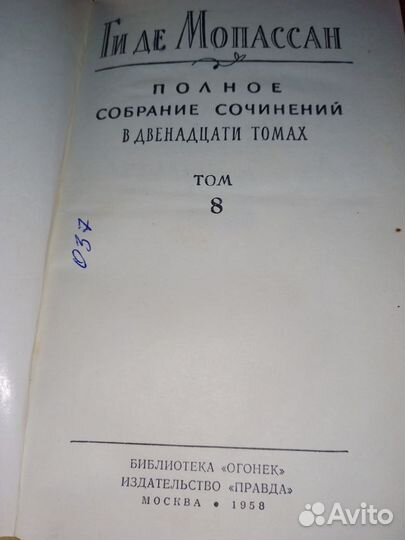 Ги де Мопассан
ПОЛНОЕ
СОБРАНИЕ СОЧИНЕНИЙ
В ДВЕНАДЦАТИ ТОМАХ
ТОМ
8
037
БИБЛИОТЕКА «ОГОНЕК»
ИЗДАТЕЛЬСТВО «ПРАВДА»
МОСКВА • 1958
Avito